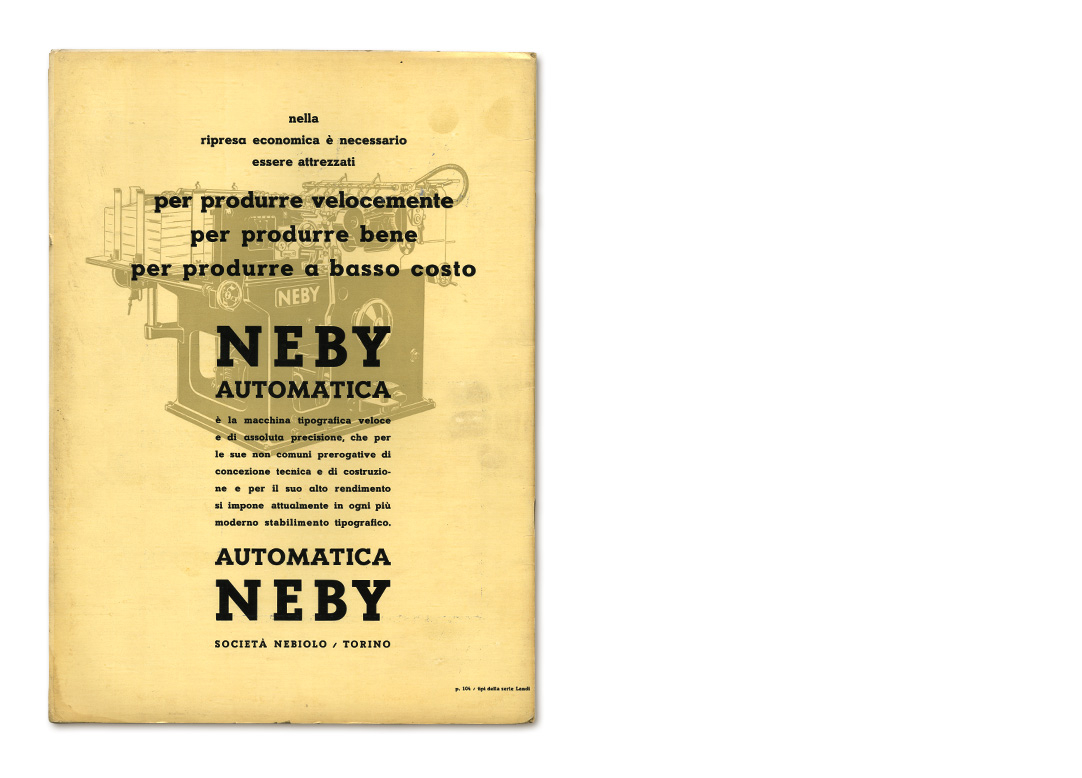 nella
ripresa economica è necessario
essere attrezzati
per produrre velocemente
per produrre bene
per produrre a basso costo
NEBY
NEBY
AUTOMATICA
è la macchina tipografica veloce
e di assoluta precisione, che per
le sue non comuni prerogative di
concezione tecnica e di costruzio-
ne e per il suo alto rendimento
si impone attualmente in ogni più
moderno stabilimento tipografico.
AUTOMATICA
NEBY
SOCIETÀ NEBIOLO / TORINO
p. 104 / tipi della serie Landi